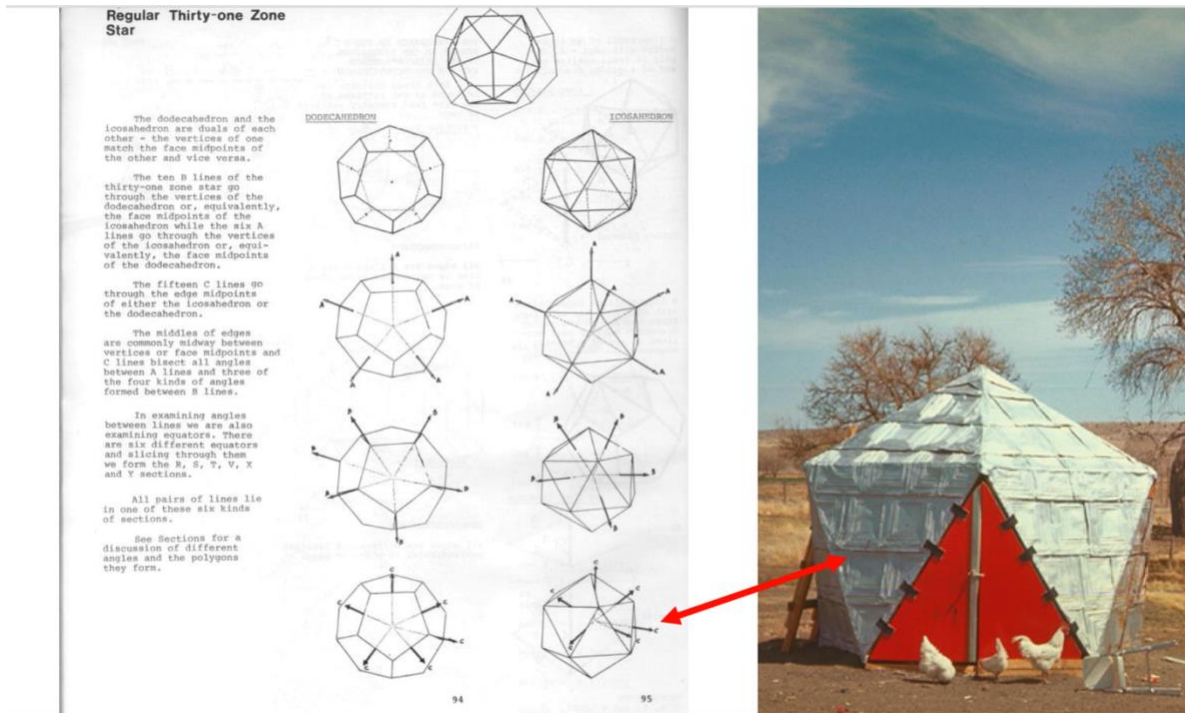 Regular Thirty-one Zone
Star
DODECAHEDRON
ICOSAHEDRON
The dodecahedron and the
icosahedron are duals of each
other - the vertices of one
match the face midpoints of
the other and vice versa.
The ten B lines of the
thirty-one zone star go
through the vertices of the
dodecahedron or, equivalently,
the face midpoints of the
icosahedron while the six A
lines go through the vertices
of the icosahedron or, equi-
valently, the face midpoints
of the dodecahedron.
The fifteen C lines go
through the edge midpoints
of either the icosahedron or
the dodecahedron.
The middles of edges
are commonly midway between
vertices or face midpoints and
C lines bisect all angles
between A lines and three of
the four kinds of angles
formed between B lines.
In examining angles
between lines we are also
examining equators. There
are six different equators
and slicing through them
we form the R, S, T, V, X
and Y sections.
All pairs of lines lie
in one of these six kinds
of sections.
See Sections for a
discussion of different
angles and the polygons
they form.
A
A
A
A
A
A
A
A
A
A
A
B
B
B
B
B
B
B
B
B
B
B
C
C
C
C
C
C
C
C
C
C
C
C
94
95